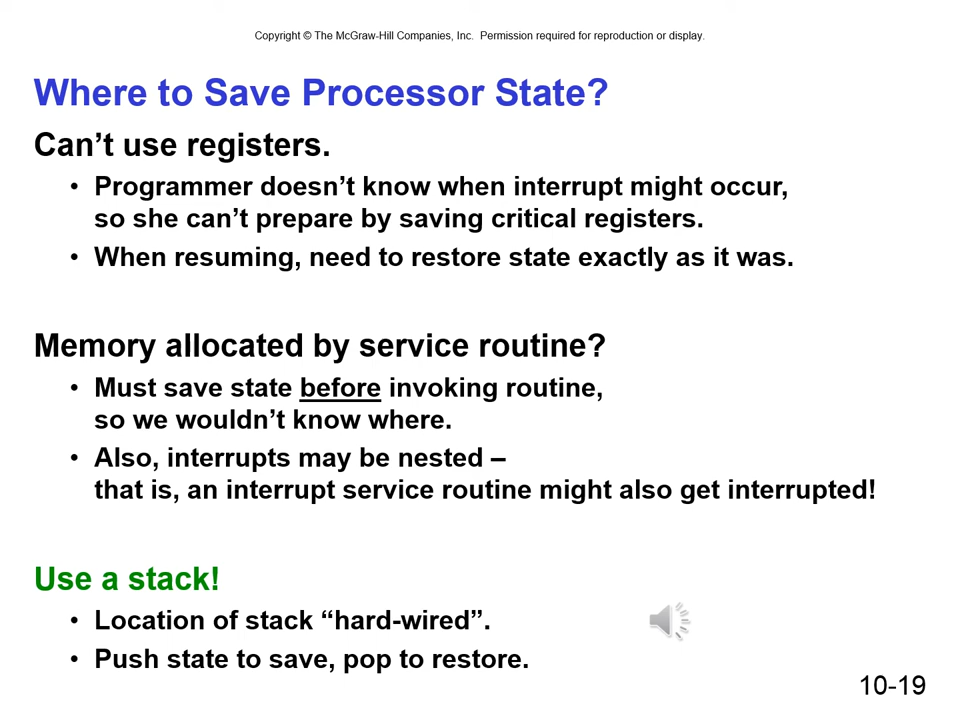 Copyright © The McGraw-Hill Companies, Inc.  Permission required for reproduction or display.
Where to Save Processor State?
Can’t use registers.
• Programmer doesn’t know when interrupt might occur,
so she can’t prepare by saving critical registers.
• When resuming, need to restore state exactly as it was.
Memory allocated by service routine?
• Must save state before invoking routine,
so we wouldn’t know where.
• Also, interrupts may be nested –
that is, an interrupt service routine might also get interrupted!
Use a stack!
• Location of stack “hard-wired”.
• Push state to save, pop to restore.
10-19